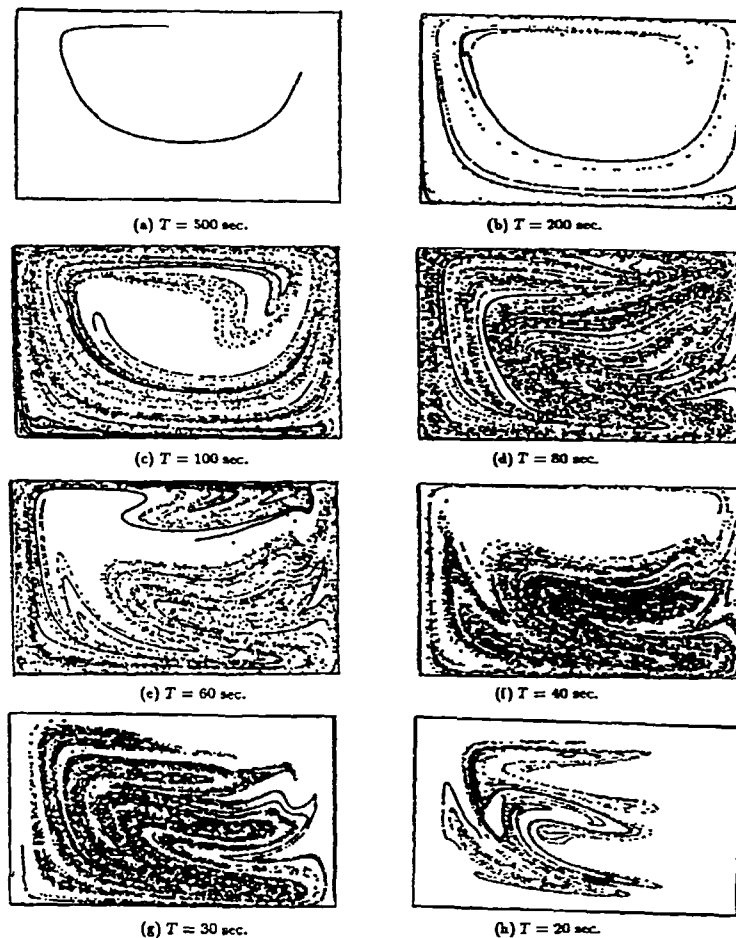 (a) T = 500 sec.
(b) T = 200 sec.
(c) T = 100 sec.
(d) T = 80 sec.
(e) T = 60 sec.
(f) T = 40 sec.
(g) T = 30 sec.
(h) T = 20 sec.